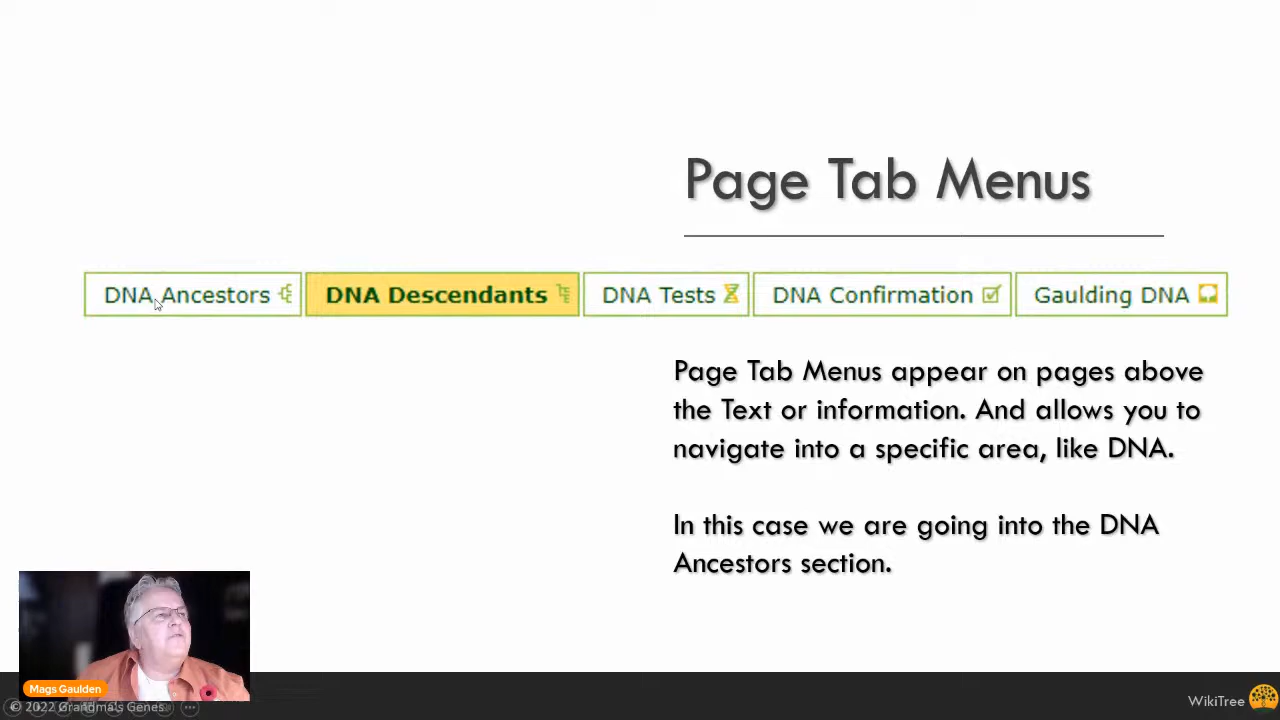 Page Tab Menus
DNA Ancestors DNA Descendants DNA Tests DNA Confirmation Gaulding DNA
Page Tab Menus appear on pages above
the Text or information. And allows you to
navigate into a specific area, like DNA.
In this case we are going into the DNA
Ancestors section.
Mags Gaulden
© 2022 Grandma's Genes
WikiTree